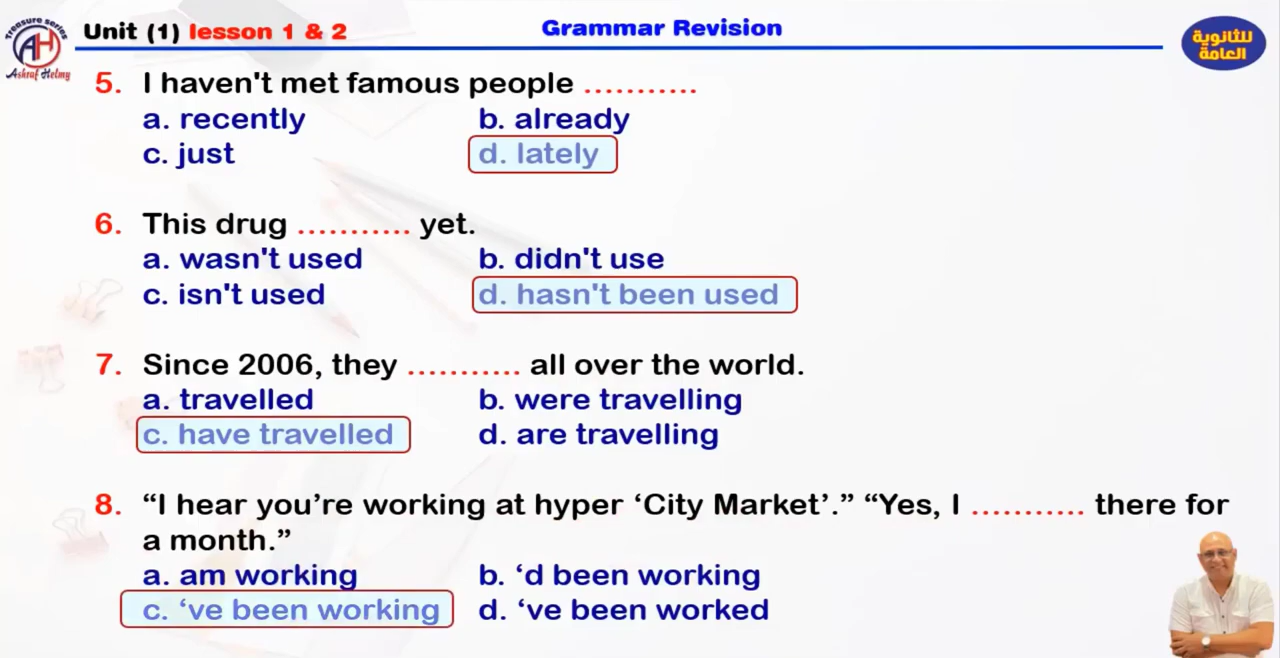 Treasure series
AH
Ashraf Helmy
Unit (1) lesson 1 & 2
Grammar Revision
للثانوية
العامة
5. I haven't met famous people ...........
a. recently b. already
c. just d. lately
6. This drug ........... yet.
a. wasn't used b. didn't use
c. isn't used d. hasn't been used
7. Since 2006, they ........... all over the world.
a. travelled b. were travelling
c. have travelled d. are travelling
8. “I hear you’re working at hyper ‘City Market’.” “Yes, I ........... there for
a month.”
a. am working b. ‘d been working
c. ‘ve been working d. ‘ve been worked